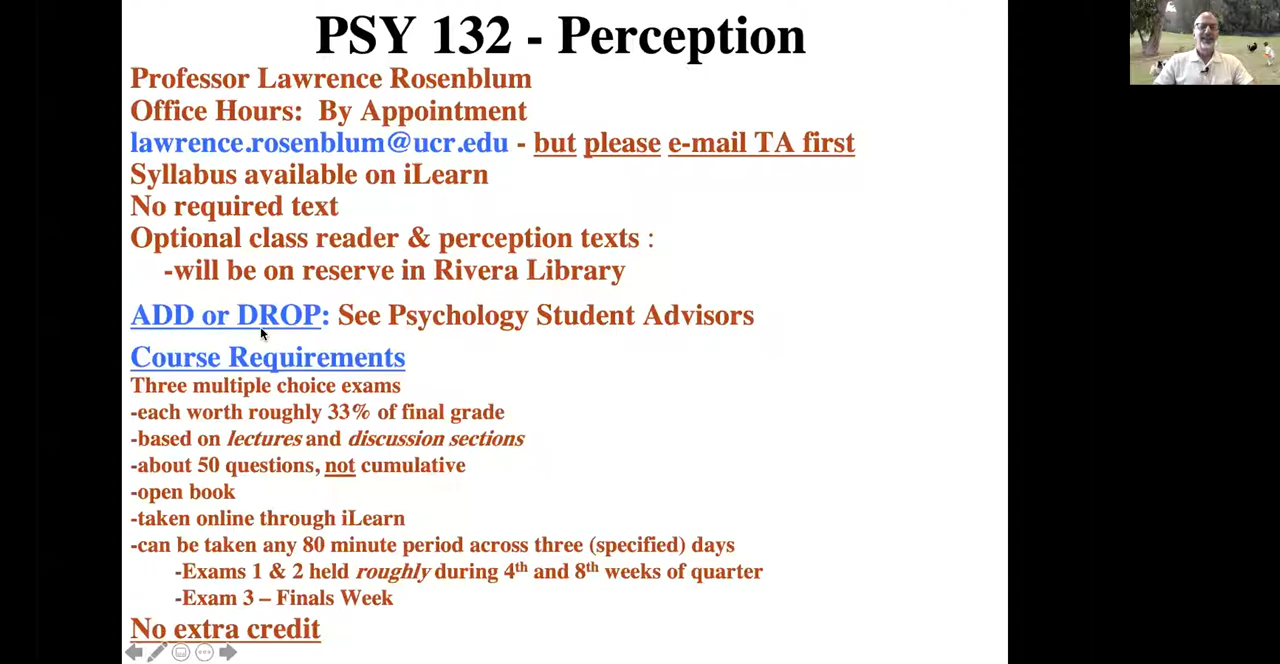 PSY 132 - Perception
Professor Lawrence Rosenblum
Office Hours: By Appointment
lawrence.rosenblum@ucr.edu - but please e-mail TA first
Syllabus available on iLearn
No required text
Optional class reader & perception texts :
-will be on reserve in Rivera Library
ADD or DROP: See Psychology Student Advisors
Course Requirements
Three multiple choice exams
-each worth roughly 33% of final grade
-based on lectures and discussion sections
-about 50 questions, not cumulative
-open book
-taken online through iLearn
-can be taken any 80 minute period across three (specified) days
-Exams 1 & 2 held roughly during 4th and 8th weeks of quarter
-Exam 3 – Finals Week
No extra credit